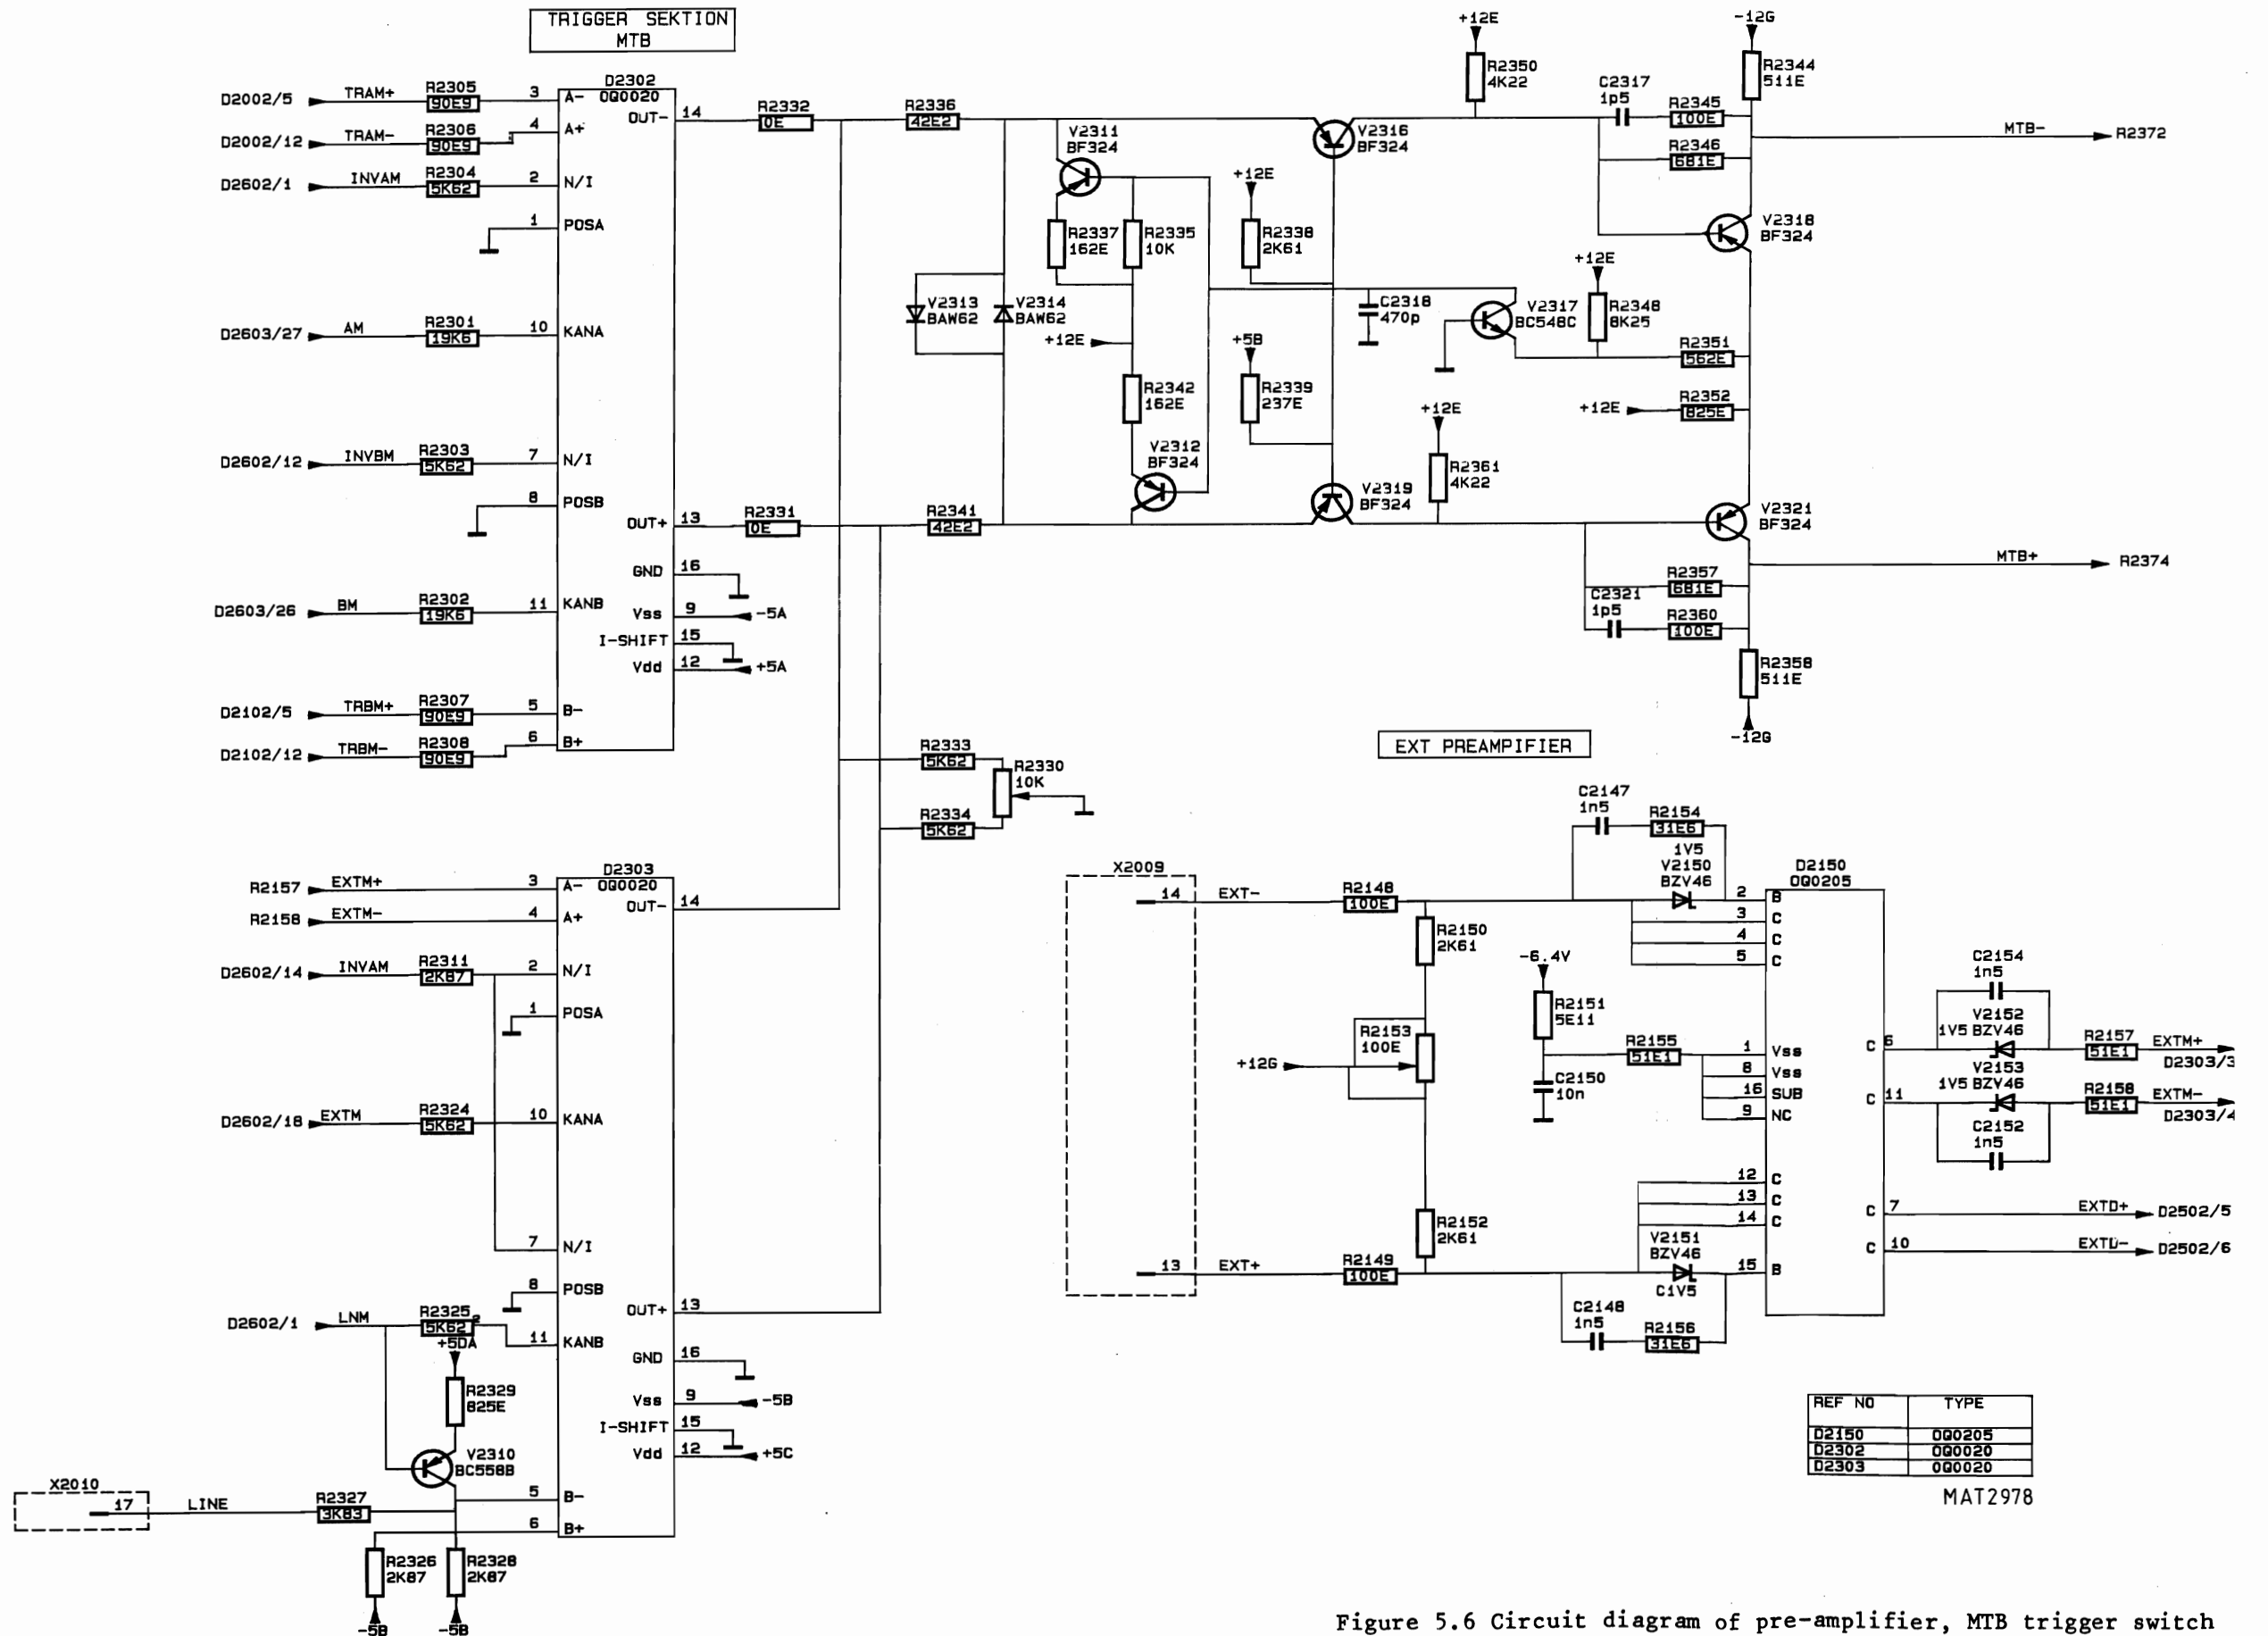 TRIGGER SEKTION
MTB
D2302
OQ0020
D2002/5 TRAM+ R2305 90E9 3 A-
D2002/12 TRAM- R2306 90E9 4 A+
D2602/1 INVAM R2304 5K62 2 N/I
1 POSA
D2603/27 AM R2301 19K6 10 KANA
D2602/12 INVBM R2303 5K62 7 N/I
8 POSB
D2603/26 BM R2302 19K6 11 KANB
D2102/5 TRBM+ R2307 90E9 5 B-
D2102/12 TRBM- R2308 90E9 6 B+
OUT- 14
OUT+ 13
GND 16
Vss 9 -5A
I-SHIFT 15
Vdd 12 +5A
R2332
0E
R2336
42E2
R2331
0E
R2341
42E2
V2311
BF324
R2337
162E
R2335
10K
V2313
BAW62
V2314
BAW62
+12E
R2342
162E
V2312
BF324
+12E
R2338
2K61
+5B
R2339
237E
V2316
BF324
V2319
BF324
C2318
470p
+12E
R2350
4K22
+12E
R2361
4K22
V2317
BC548C
+12E
R2348
8K25
R2351
562E
R2352
+12E 825E
C2317
1p5
R2345
100E
R2346
681E
-12G
R2344
511E
MTB- R2372
V2318
BF324
V2321
BF324
MTB+ R2374
R2357
681E
C2321
1p5
R2360
100E
R2358
511E
-12G
R2333
5K62
R2330
10K
R2334
5K62
D2303
OQ0020
R2157 EXTM+ 3 A-
R2158 EXTM- 4 A+
D2602/14 INVAM R2311 2K87 2 N/I
1 POSA
D2602/18 EXTM R2324 5K62 10 KANA
7 N/I
8 POSB
D2602/1 LNM R2325 5K62 2 11 KANB
+5DA
R2329
825E
V2310
BC558B
X2010
17 LINE R2327 3K83 5 B-
6 B+
R2326
2K87
R2328
2K87
-5B
-5B
OUT- 14
OUT+ 13
GND 16
Vss 9 -5B
I-SHIFT 15
Vdd 12 +5C
EXT PREAMPIFIER
X2009
14 EXT- R2148 100E
13 EXT+ R2149 100E
R2150
2K61
R2153
100E
+12G
R2152
2K61
C2147
1n5
R2154
31E6
1V5
V2150
BZV46
-6.4V
R2151
5E11
C2150
10n
R2155
51E1
V2151
BZV46
C1V5
C2148
1n5
R2156
31E6
D2150
OQ0205
2 B
3 C
4 C
5 C
1 Vss
8 Vss
16 SUB
9 NC
12 C
13 C
14 C
15 B
C 6
C 11
C 7 EXTD+ D2502/5
C 10 EXTD- D2502/6
C2154
1n5
V2152
1V5 BZV46
R2157
51E1
EXTM+
D2303/3
V2153
1V5 BZV46
R2158
51E1
EXTM-
D2303/4
C2152
1n5
REF NO TYPE
D2150 OQ0205
D2302 OQ0020
D2303 OQ0020
MAT2978
Figure 5.6 Circuit diagram of pre-amplifier, MTB trigger switch